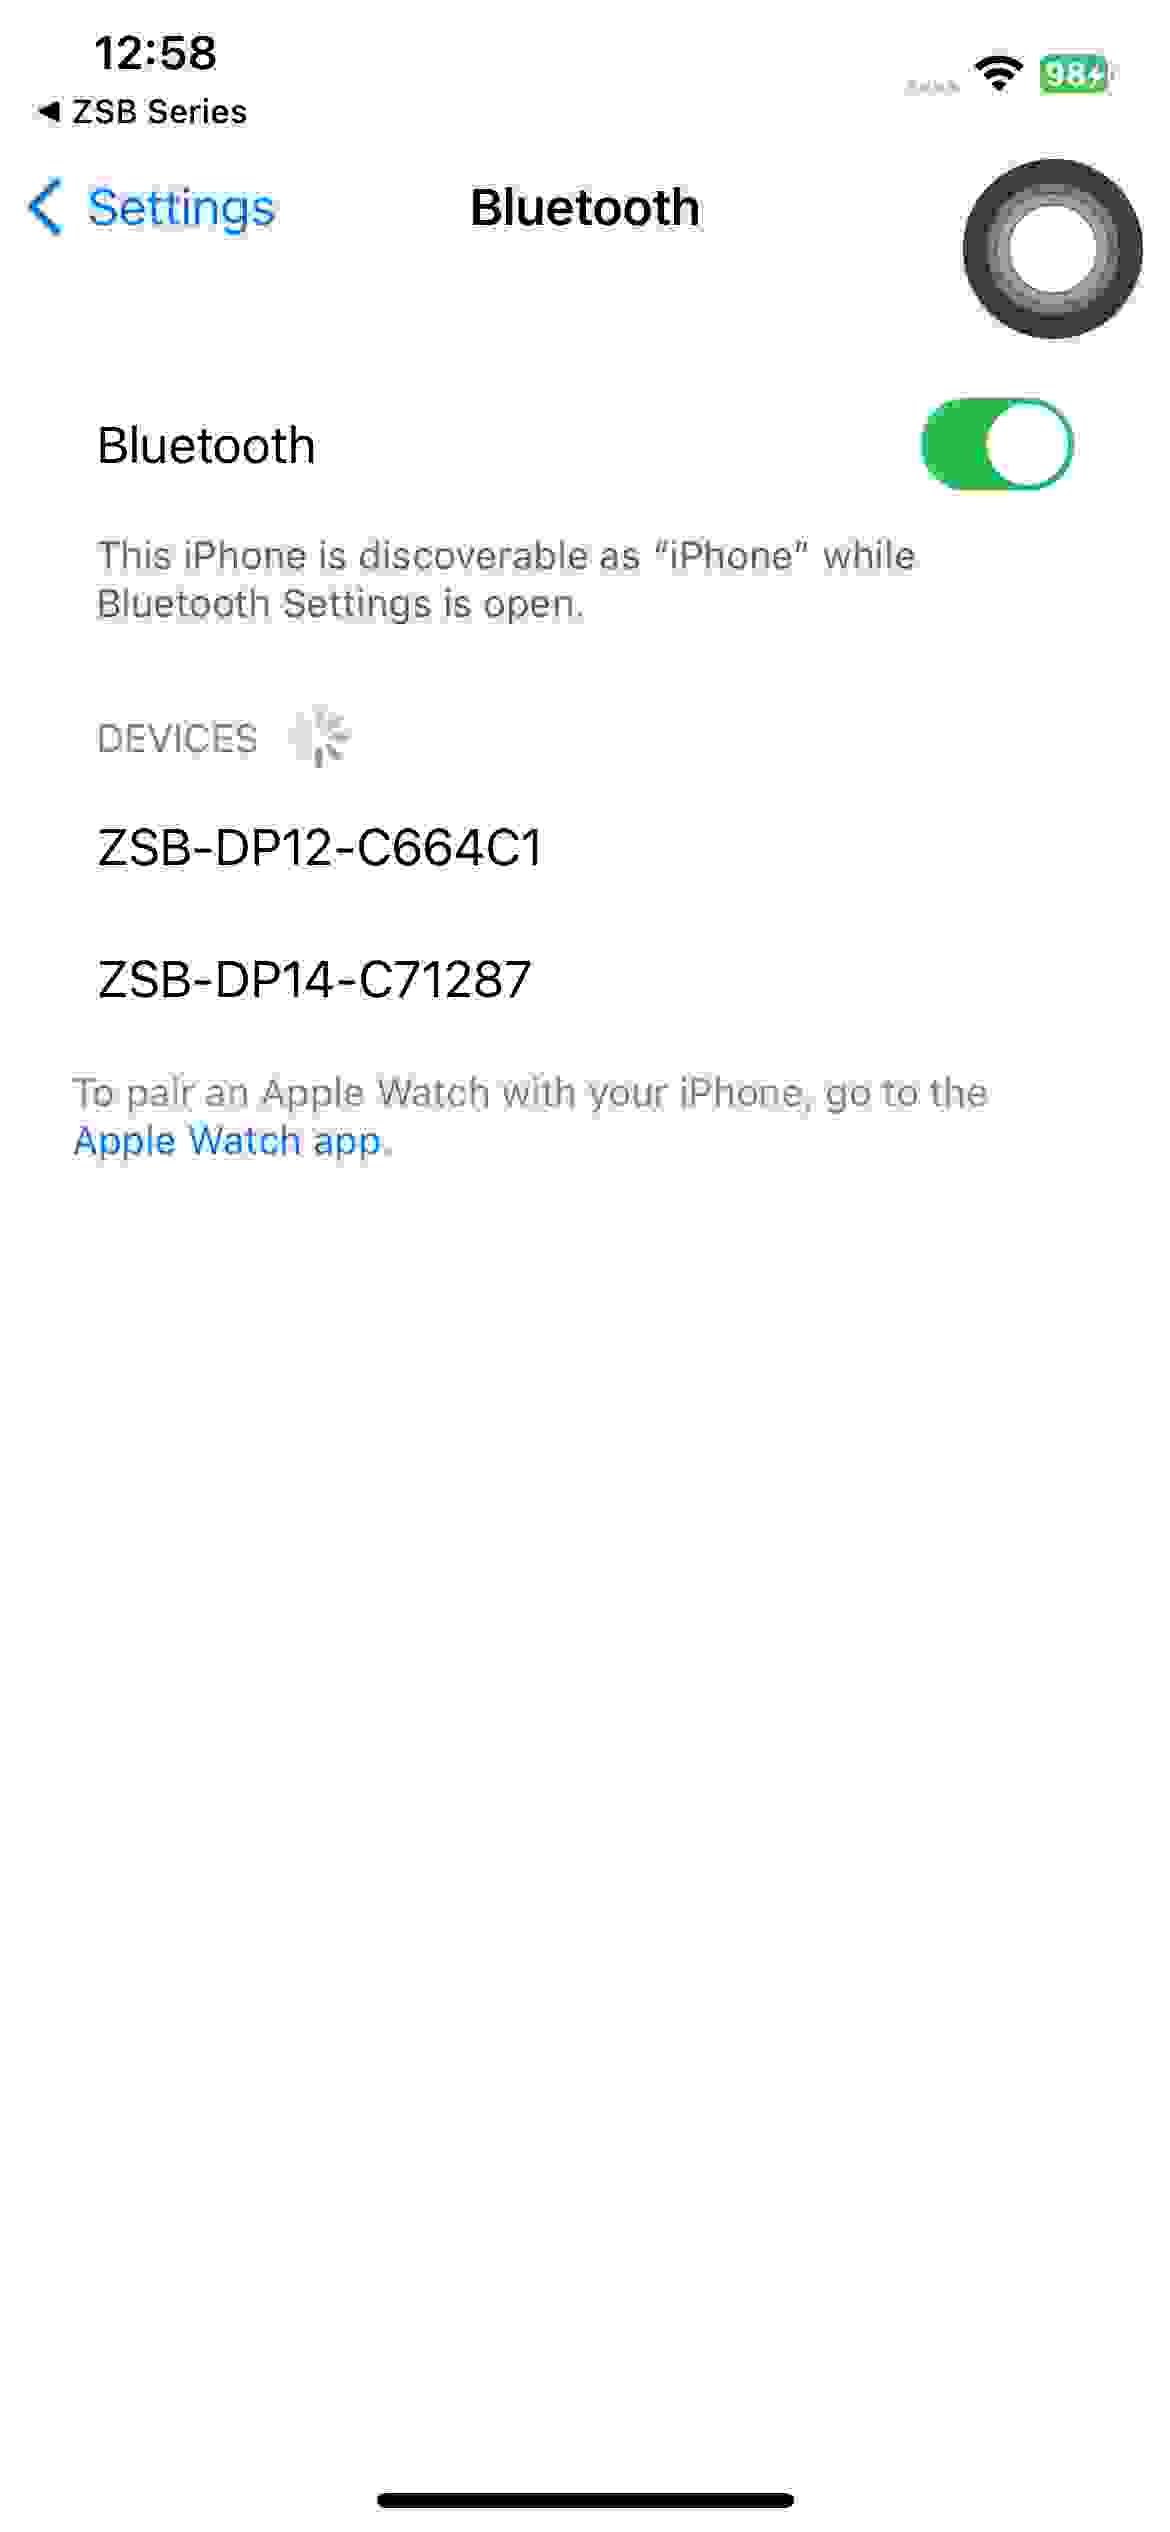 12:58
98
◀ ZSB Series
Settings
Bluetooth
Bluetooth
This iPhone is discoverable as “iPhone” while
Bluetooth Settings is open.
DEVICES
ZSB-DP12-C664C1
ZSB-DP14-C71287
To pair an Apple Watch with your iPhone, go to the
Apple Watch app.